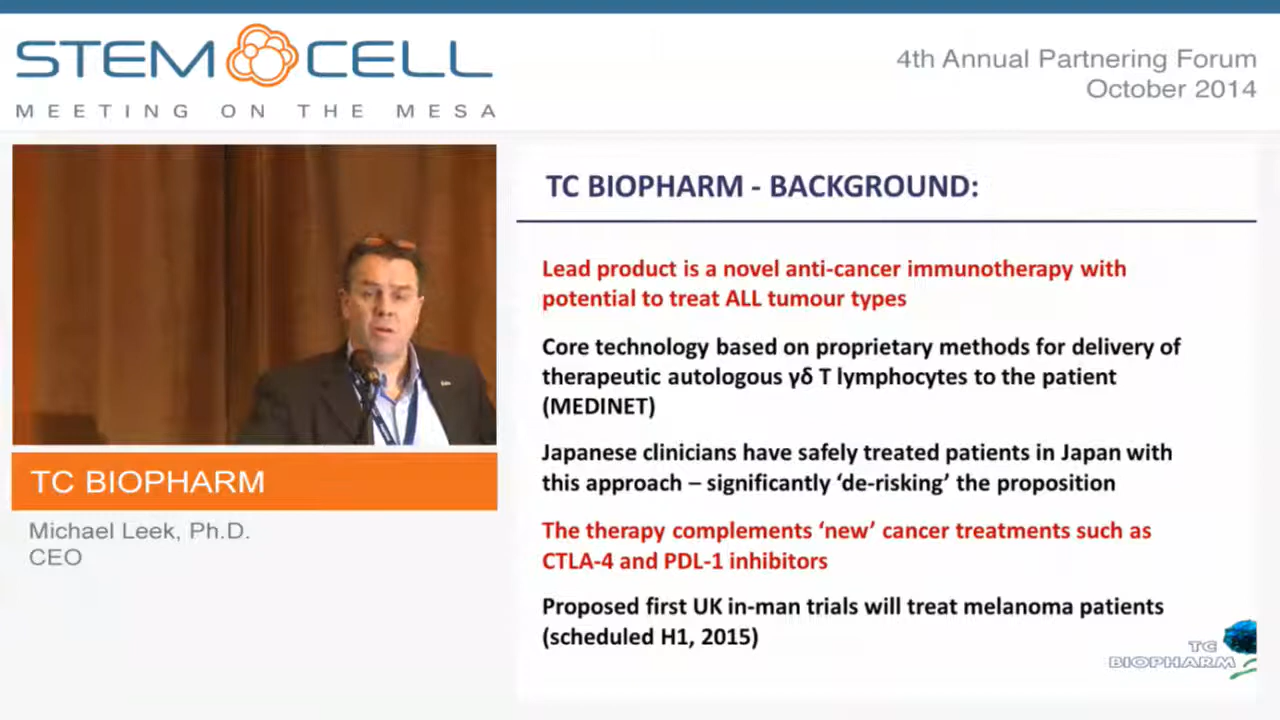 STEM CELL
MEETING ON THE MESA
4th Annual Partnering Forum
October 2014
TC BIOPHARM
Michael Leek, Ph.D.
CEO
TC BIOPHARM - BACKGROUND:
Lead product is a novel anti-cancer immunotherapy with
potential to treat ALL tumour types
Core technology based on proprietary methods for delivery of
therapeutic autologous γδ T lymphocytes to the patient
(MEDINET)
Japanese clinicians have safely treated patients in Japan with
this approach – significantly ‘de-risking’ the proposition
The therapy complements ‘new’ cancer treatments such as
CTLA-4 and PDL-1 inhibitors
Proposed first UK in-man trials will treat melanoma patients
(scheduled H1, 2015)
TC
BIOPHARM